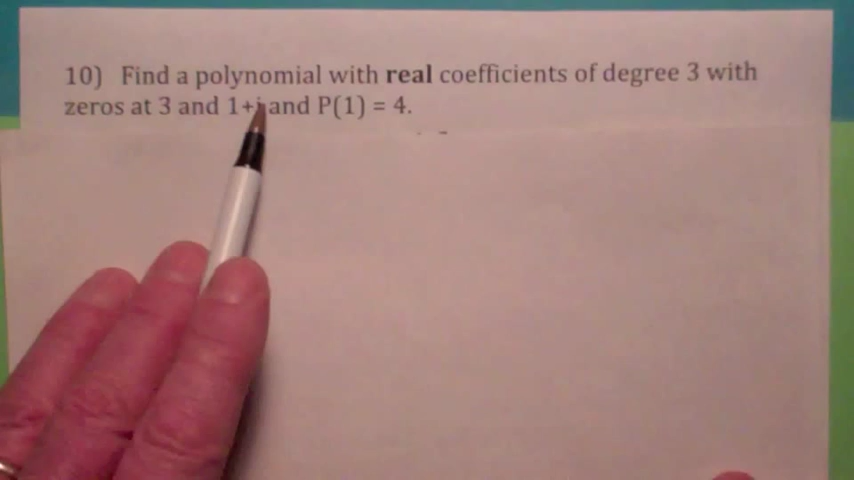 10) Find a polynomial with real coefficients of degree 3 with
zeros at 3 and 1+i and P(1) = 4.